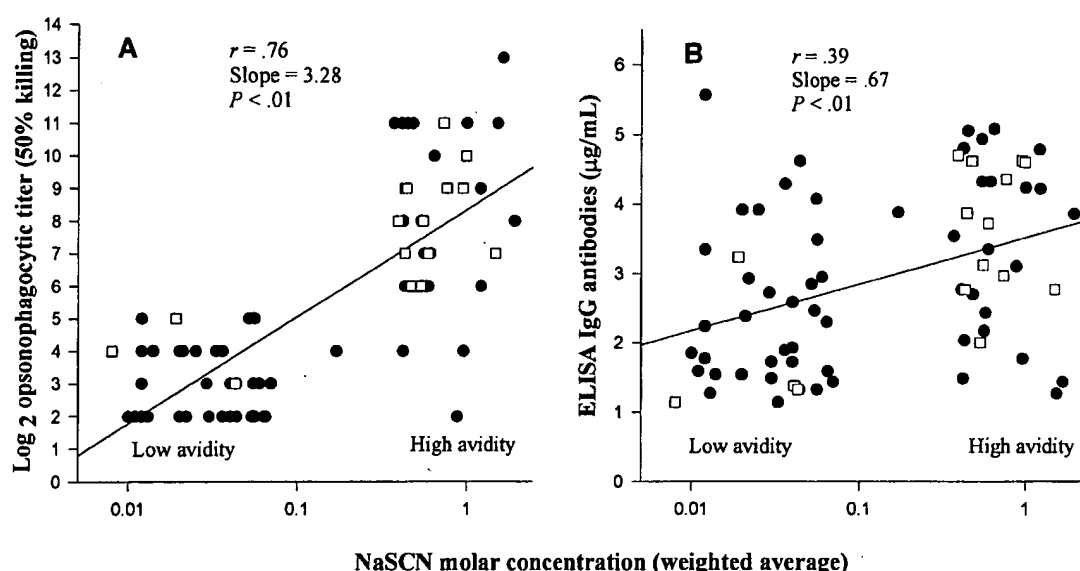 A
r = .76
Slope = 3.28
P < .01
Log 2 opsonophagocytic titer (50% killing)
14
13
12
11
10
9
8
7
6
5
4
3
2
1
0
Low avidity
High avidity
0.01
0.1
1
B
r = .39
Slope = .67
P < .01
ELISA IgG antibodies (µg/mL)
6
5
4
3
2
1
0
Low avidity
High avidity
0.01
0.1
1
NaSCN molar concentration (weighted average)